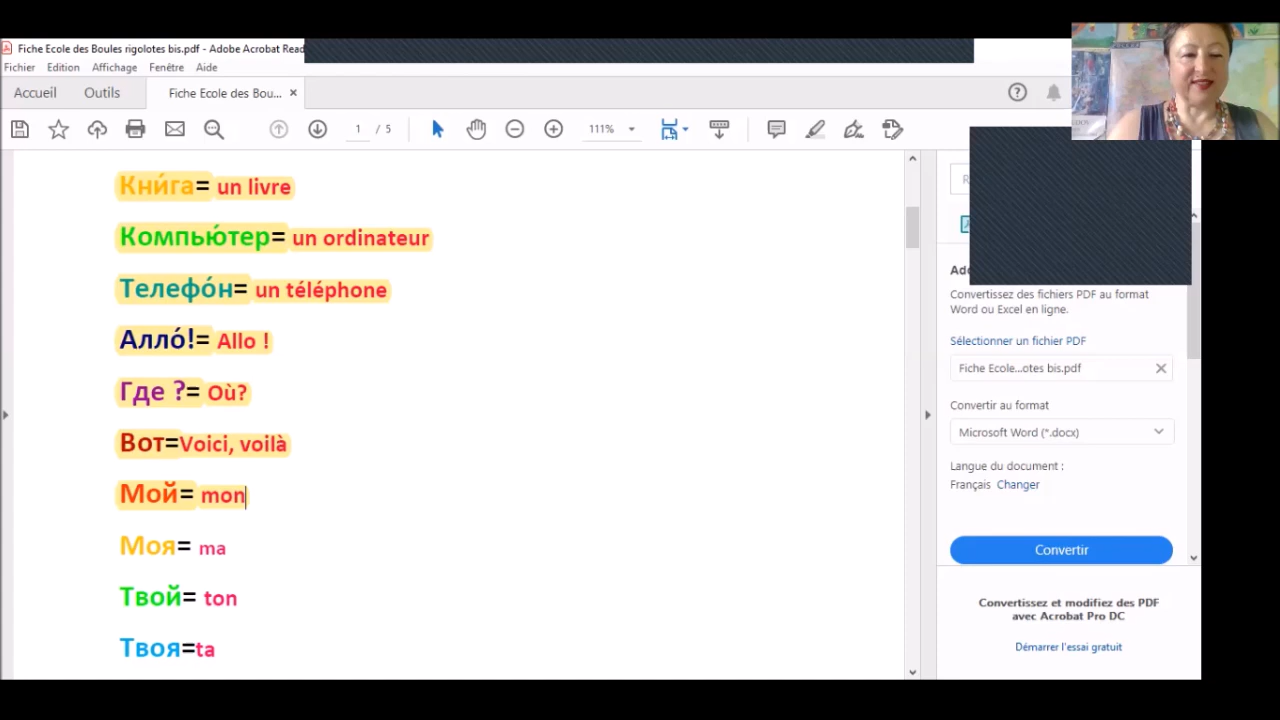 Fiche Ecole des Boules rigolotes bis.pdf - Adobe Acrobat Read
Fichier Edition Affichage Fenêtre Aide
Accueil Outils Fiche Ecole des Bou... ×
1 / 5 111%
Кни́га= un livre
Компью́тер= un ordinateur
Телефо́н= un téléphone
Алло́!= Allo !
Где ?= Où?
Вот=Voici, voilà
Мой= mon
Моя= ma
Твой= ton
Твоя=ta
Convertissez des fichiers PDF au format
Word ou Excel en ligne.
Sélectionner un fichier PDF
Fiche Ecole...otes bis.pdf
Convertir au format
Microsoft Word (*.docx)
Langue du document :
Français Changer
Convertir
Convertissez et modifiez des PDF
avec Acrobat Pro DC
Démarrer l'essai gratuit